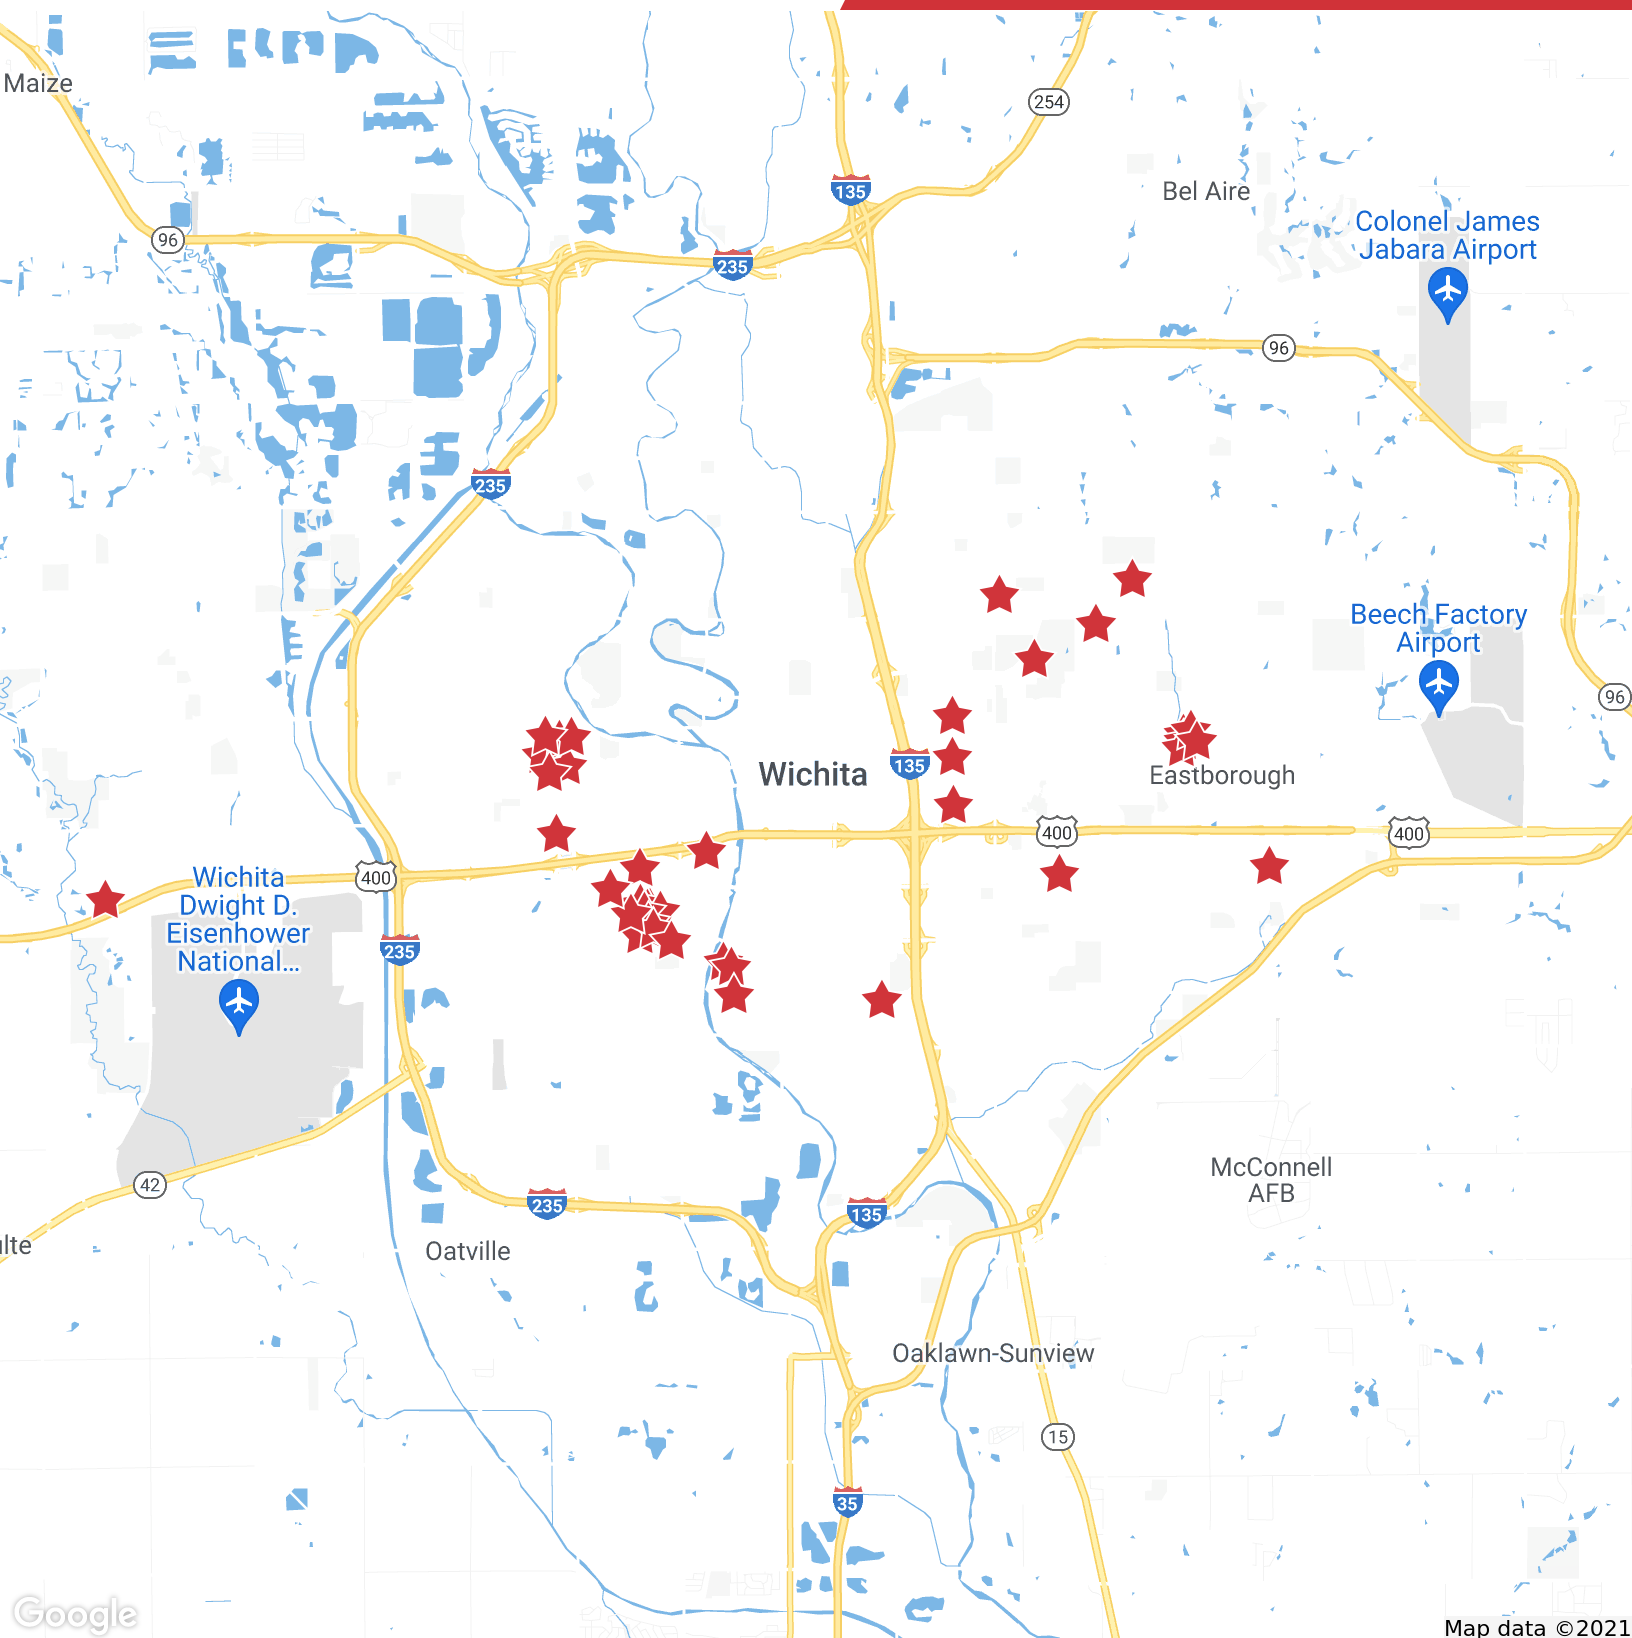 Maize
254
135
Bel Aire
Colonel James
Jabara Airport
96
235
96
235
Beech Factory
Airport
96
135
Wichita
Eastborough
400
400
400
Wichita
Dwight D.
Eisenhower
National...
235
McConnell
AFB
42
235
135
Oatville
Oaklawn-Sunview
15
35
Google
Map data ©2021